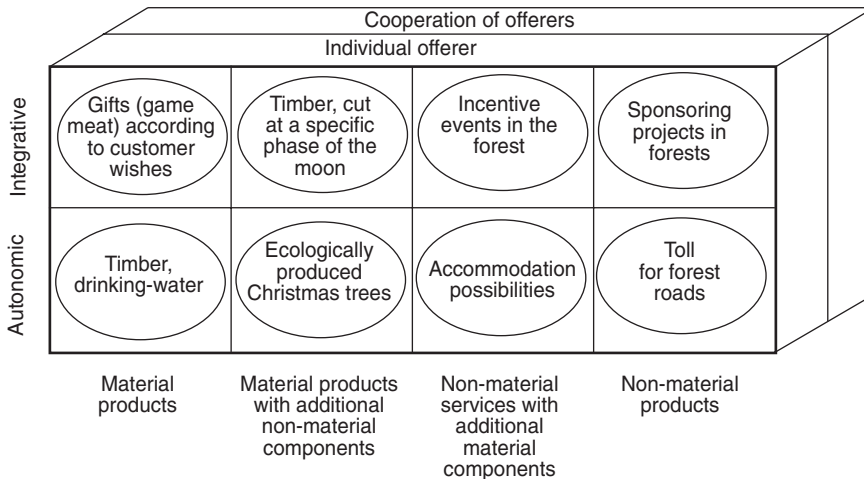 Cooperation of offerers
Individual offerer
Integrative
Gifts (game
meat) according
to customer
wishes
Timber, cut
at a specific
phase of the
moon
Incentive
events in the
forest
Sponsoring
projects in
forests
Autonomic
Timber,
drinking-water
Ecologically
produced
Christmas trees
Accommodation
possibilities
Toll
for forest
roads
Material
products
Material products
with additional
non-material
components
Non-material
services with
additional
material
components
Non-material
products